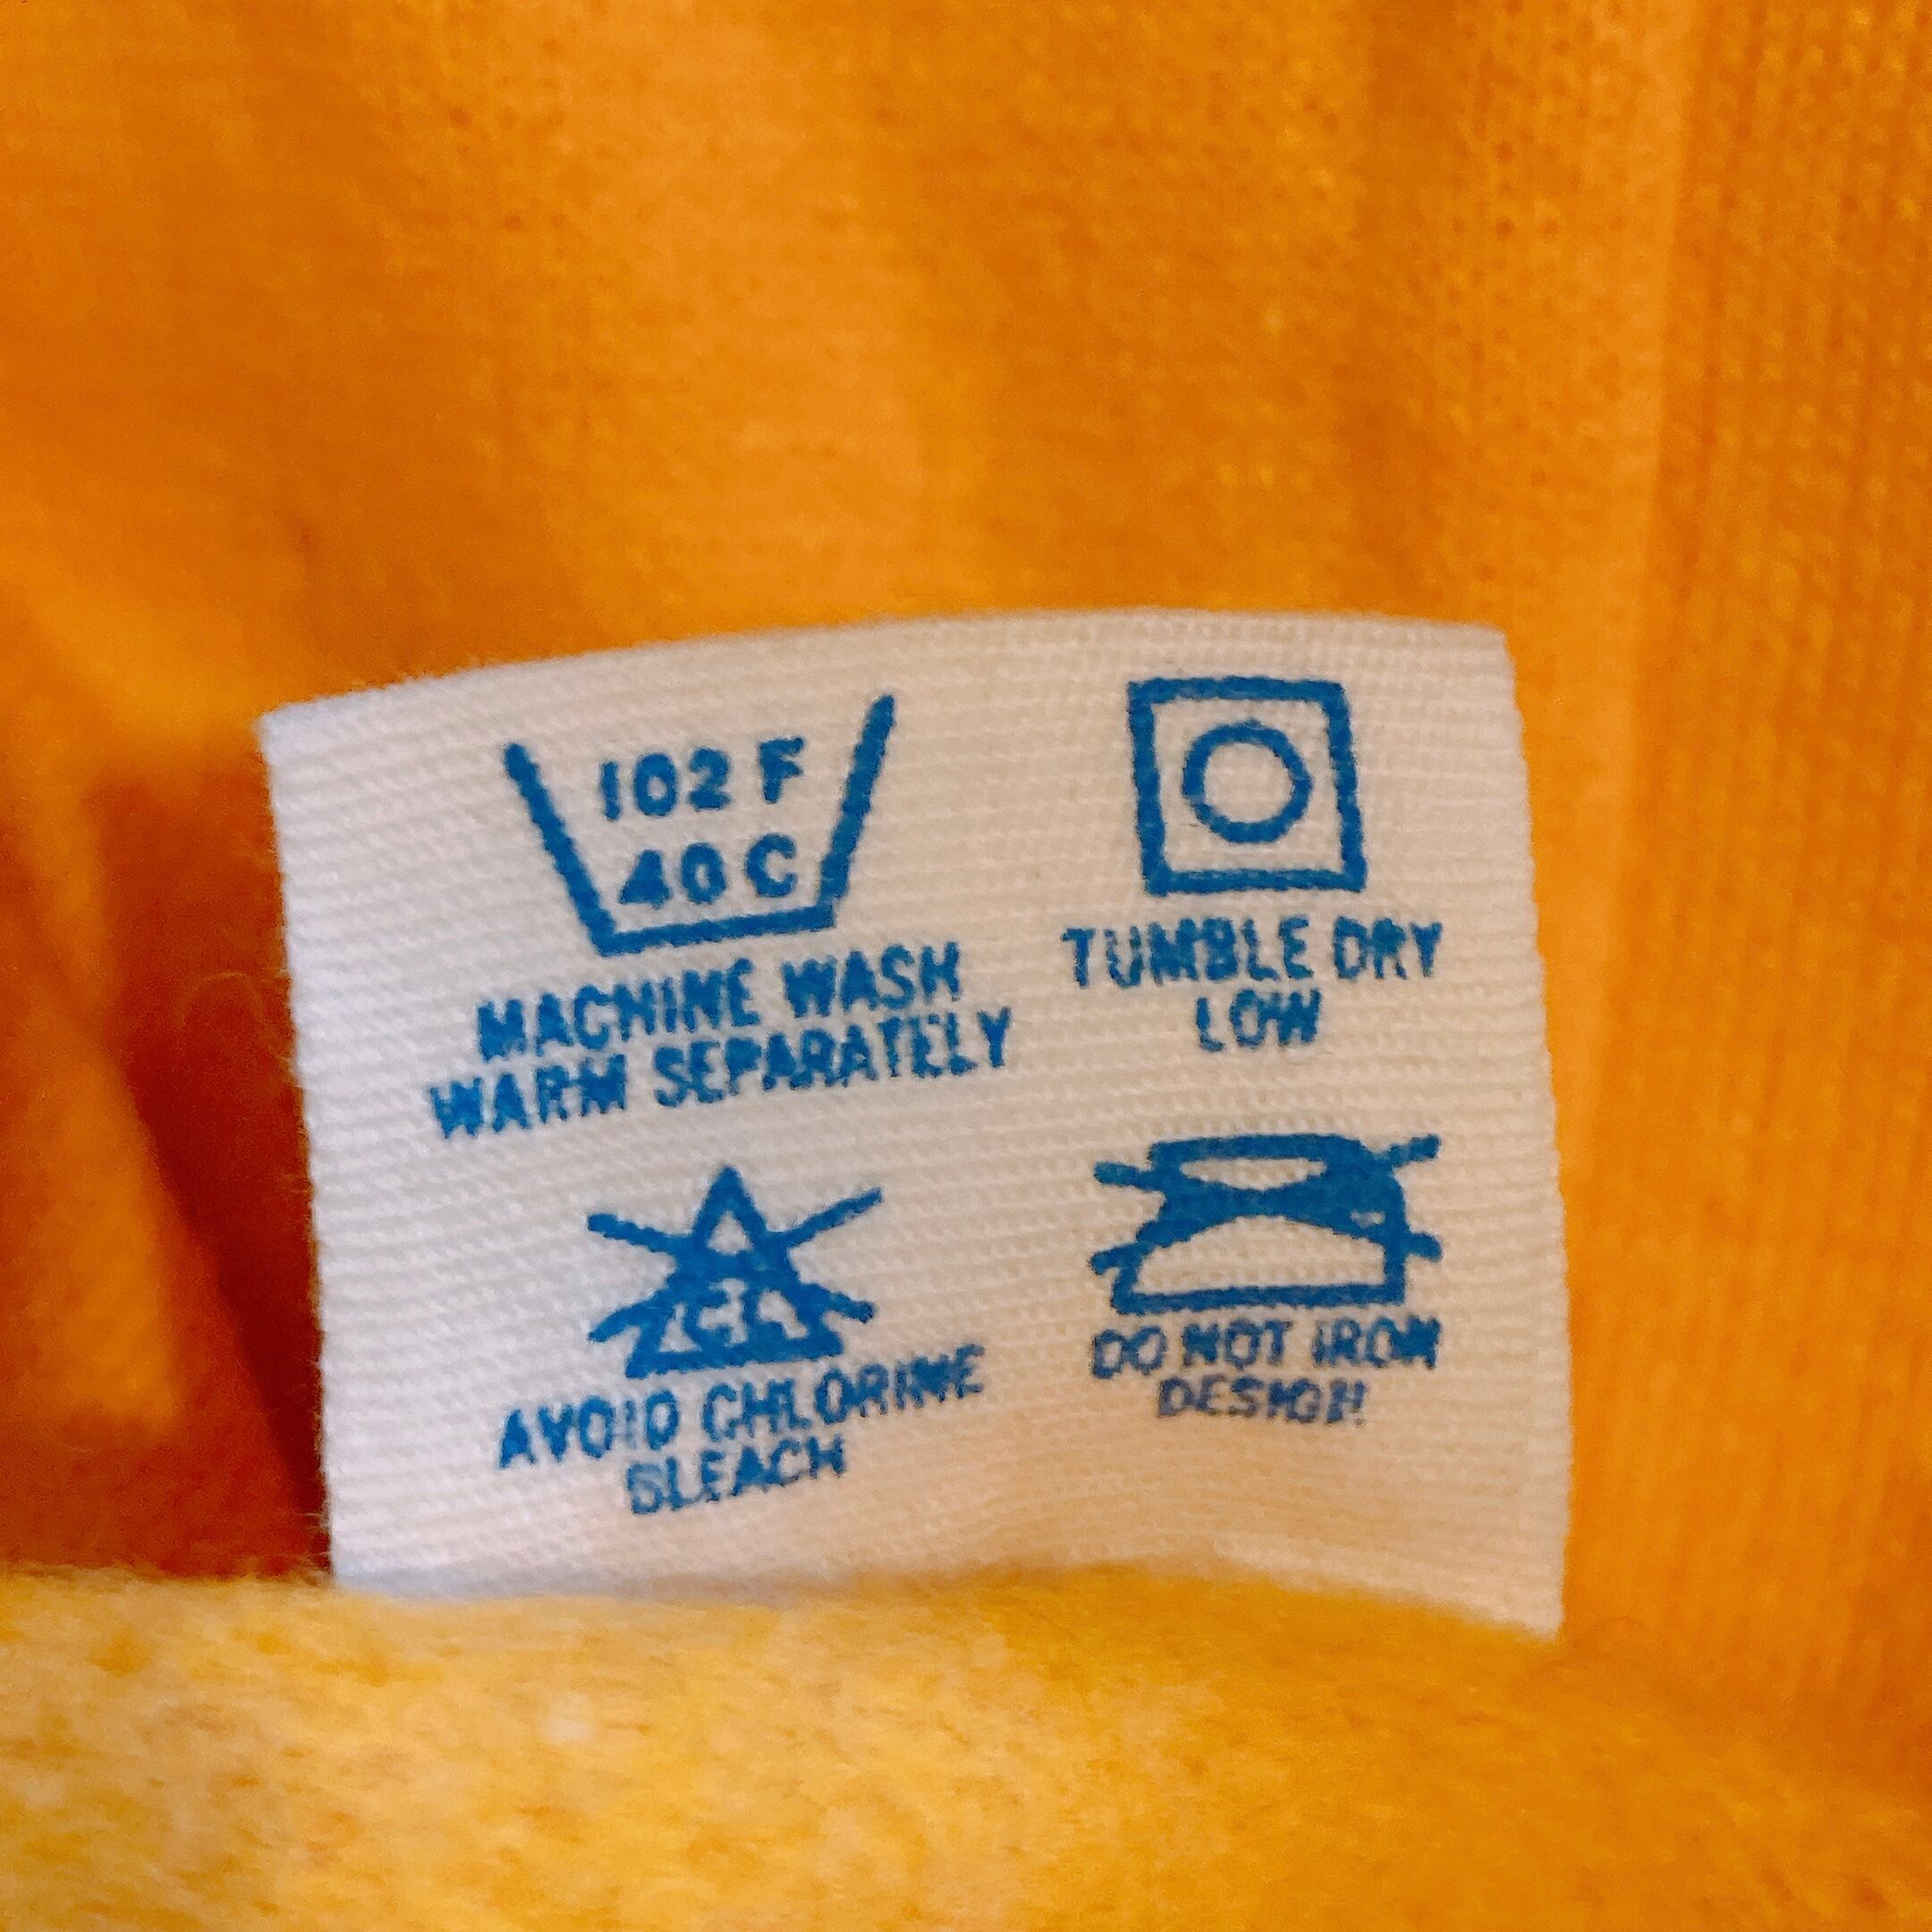 102 F
40 C
MACHINE WASH
WARM SEPARATELY
TUMBLE DRY
LOW
CL
AVOID CHLORINE
BLEACH
DO NOT IRON
DESIGN